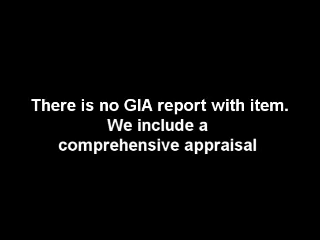 There is no GIA report with item.
We include a
comprehensive appraisal